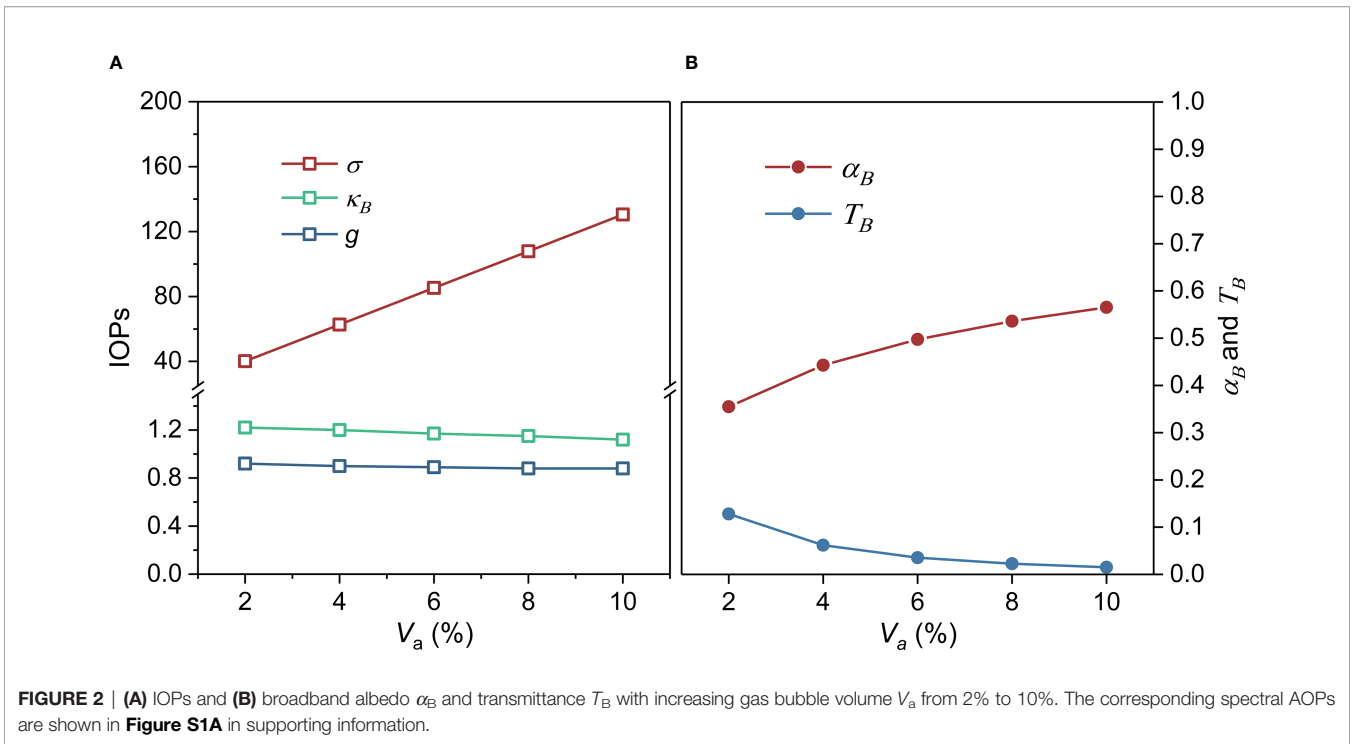 A
B
200
160
120
80
40
1.2
0.8
0.4
0.0
IOPs
σ
κB
g
2 4 6 8 10
Va (%)
αB
TB
1.0
0.9
0.8
0.7
0.6
0.5
0.4
0.3
0.2
0.1
0.0
αB and TB
2 4 6 8 10
Va (%)
FIGURE 2 | (A) IOPs and (B) broadband albedo αB and transmittance TB with increasing gas bubble volume Va from 2% to 10%. The corresponding spectral AOPs
are shown in Figure S1A in supporting information.